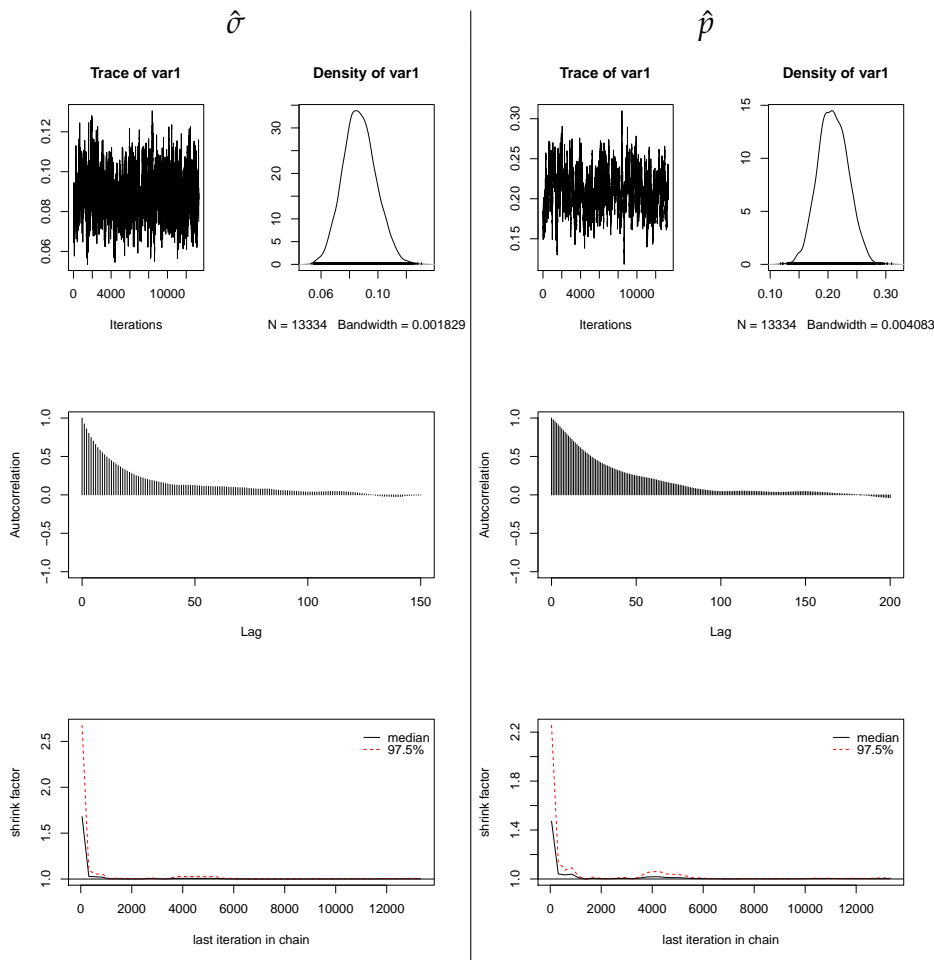 σ̂
p̂
Trace of var1
Density of var1
Trace of var1
Density of var1
0.06 0.08 0.10 0.12
0 4000 10000
Iterations
0 5 10 20 30
0.06 0.10
N = 13334 Bandwidth = 0.001829
0.15 0.20 0.25 0.30
0 4000 10000
Iterations
0 5 10 15
0.10 0.20 0.30
N = 13334 Bandwidth = 0.004083
Autocorrelation
−1.0 −0.5 0.0 0.5 1.0
0 50 100 150
Lag
Autocorrelation
−1.0 −0.5 0.0 0.5 1.0
0 50 100 150 200
Lag
shrink factor
1.0 1.5 2.0 2.5
median
97.5%
0 2000 4000 6000 8000 12000
last iteration in chain
shrink factor
1.0 1.4 1.8 2.2
median
97.5%
0 2000 4000 6000 8000 12000
last iteration in chain